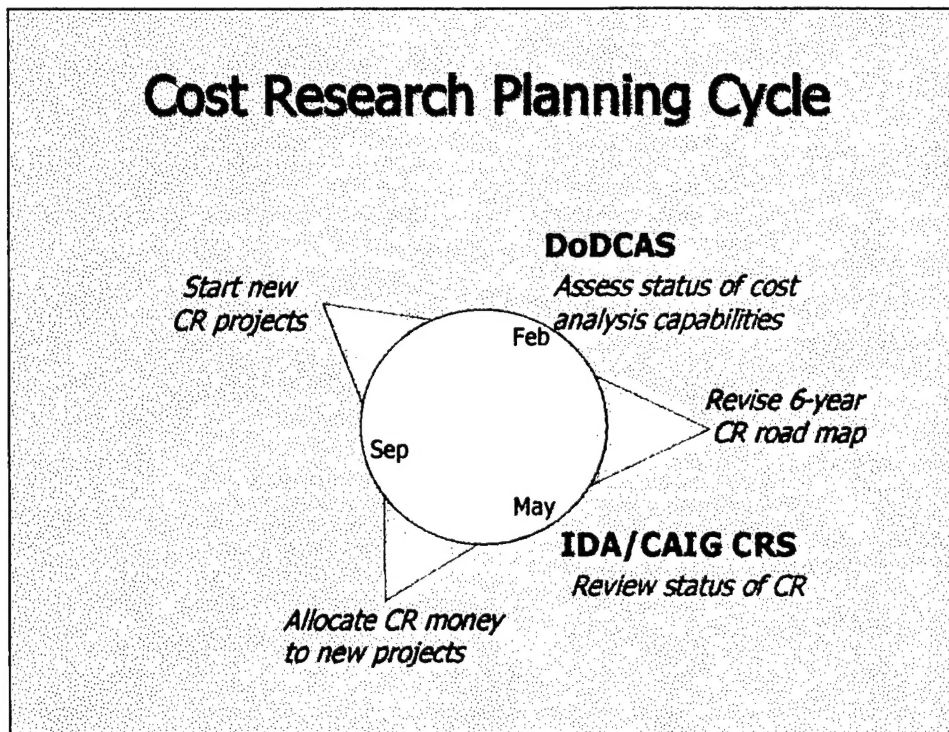 Cost Research Planning Cycle
DoDCAS
Assess status of cost
analysis capabilities
Start new
CR projects
Feb
Revise 6-year
CR road map
Sep
May
IDA/CAIG CRS
Review status of CR
Allocate CR money
to new projects